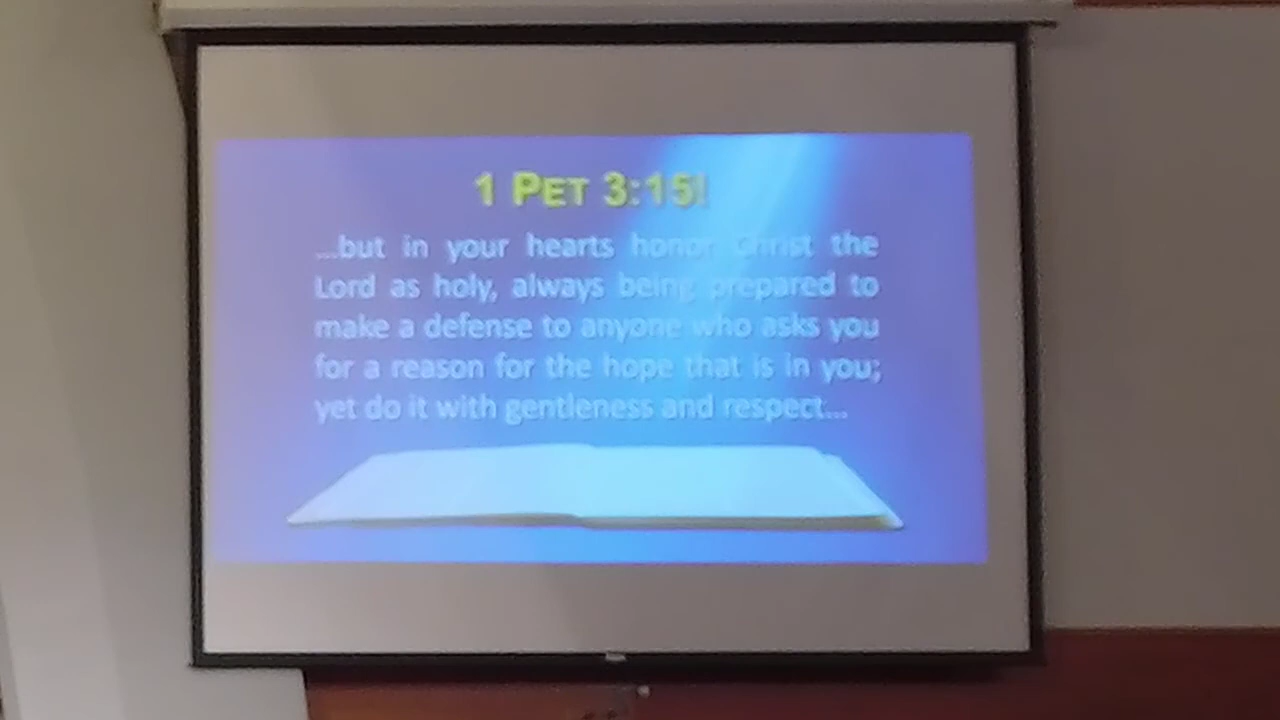 1 PET 3:15!
...but in your hearts honor Christ the
Lord as holy, always being prepared to
make a defense to anyone who asks you
for a reason for the hope that is in you;
yet do it with gentleness and respect...